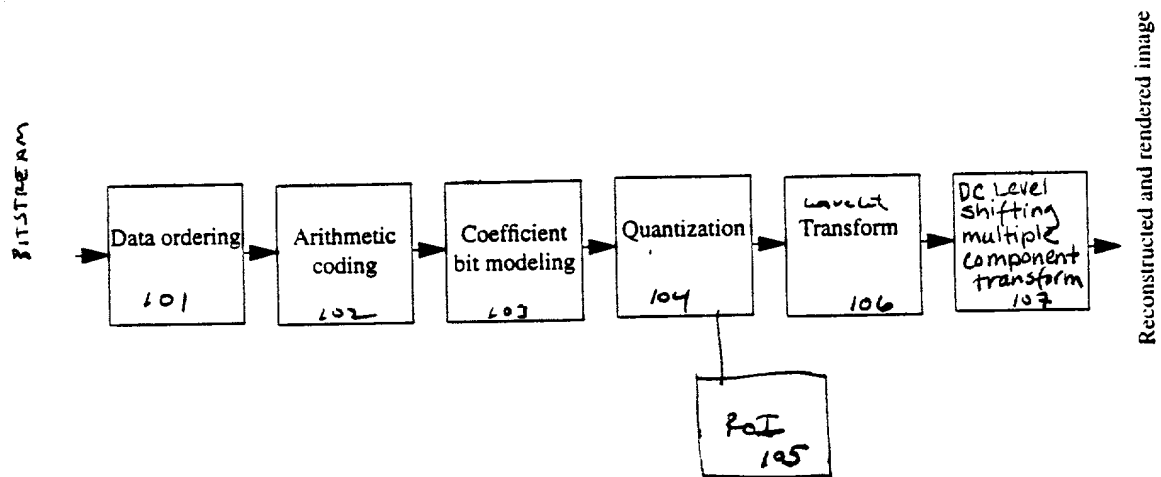 BITSTREAM
Data ordering
101
Arithmetic
coding
102
Coefficient
bit modeling
103
Quantization
104
wavelet
Transform
106
DC Level
shifting
multiple
component
transform
107
RoI
105
Reconstructed and rendered image